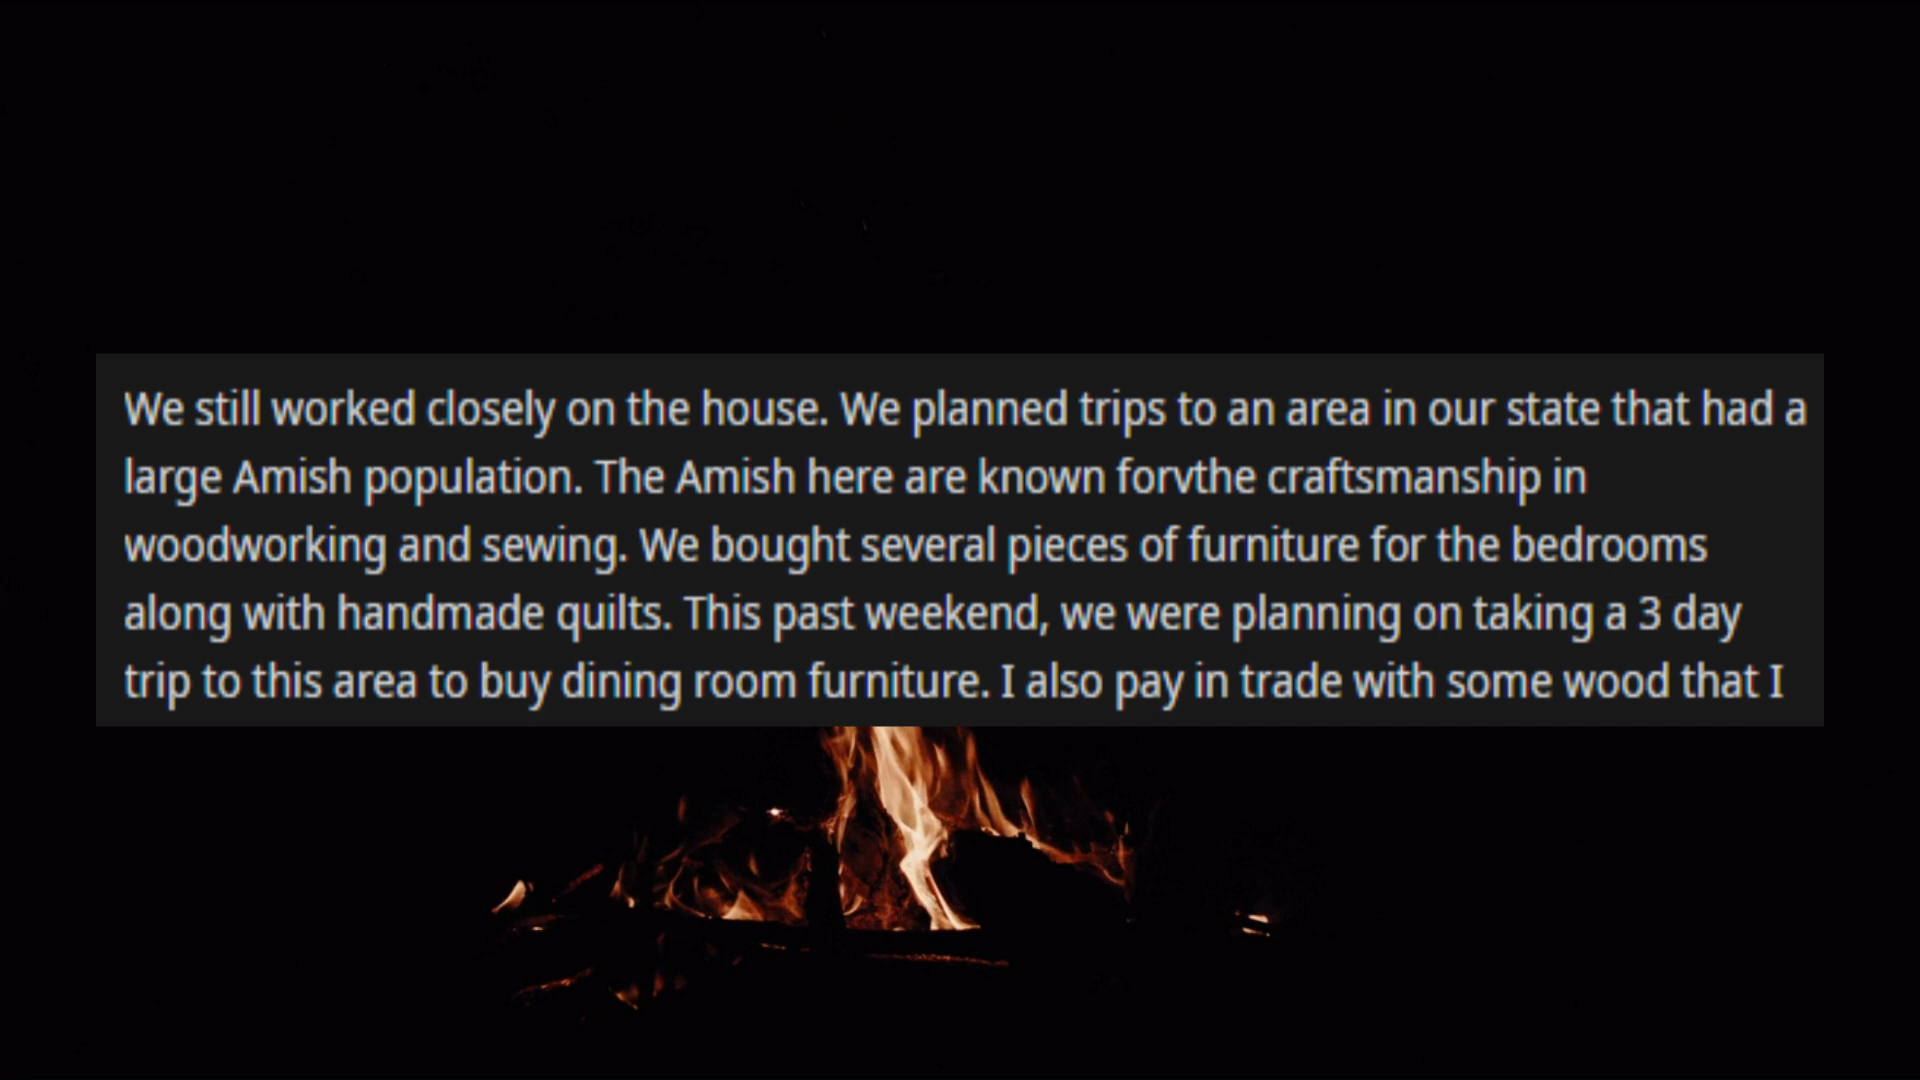 We still worked closely on the house. We planned trips to an area in our state that had a
large Amish population. The Amish here are known forvthe craftsmanship in
woodworking and sewing. We bought several pieces of furniture for the bedrooms
along with handmade quilts. This past weekend, we were planning on taking a 3 day
trip to this area to buy dining room furniture. I also pay in trade with some wood that I